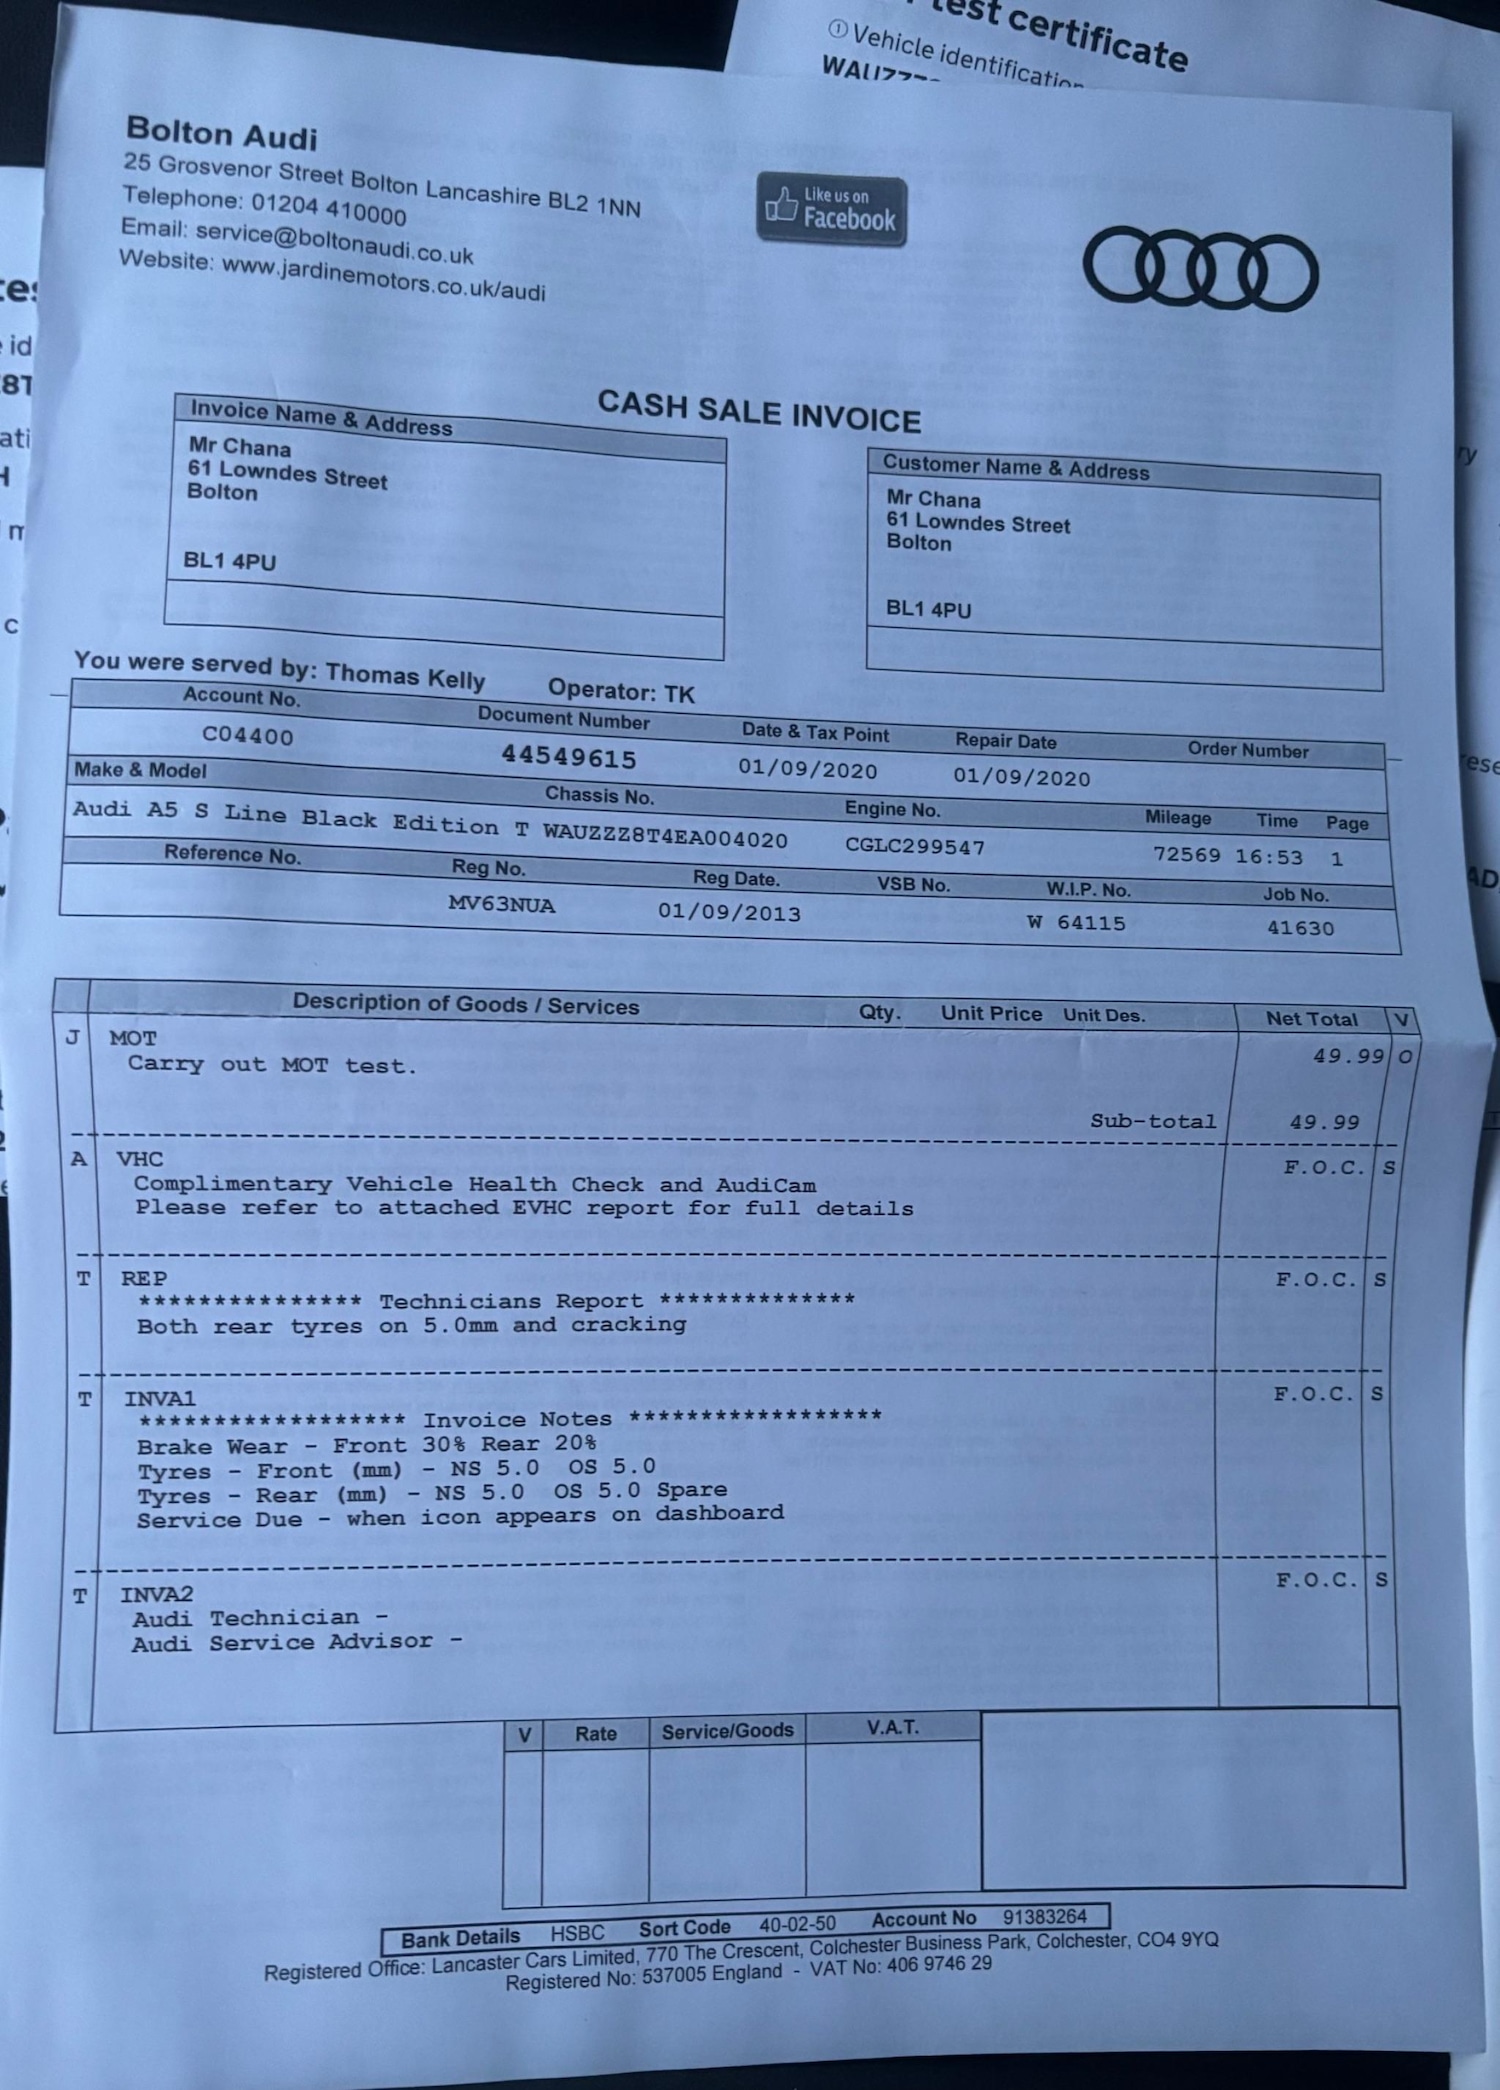 test certificate
① Vehicle identification
Bolton Audi
25 Grosvenor Street Bolton Lancashire BL2 1NN
Telephone: 01204 410000
Email: service@boltonaudi.co.uk
Website: www.jardinemotors.co.uk/audi
Like us on
Facebook
CASH SALE INVOICE
Invoice Name & Address
Mr Chana
61 Lowndes Street
Bolton
BL1 4PU
Customer Name & Address
Mr Chana
61 Lowndes Street
Bolton
BL1 4PU
You were served by: Thomas Kelly Operator: TK
Account No. Document Number Date & Tax Point Repair Date Order Number
C04400 44549615 01/09/2020 01/09/2020
Make & Model Chassis No. Engine No. Mileage Time Page
Audi A5 S Line Black Edition T WAUZZZ8T4EA004020 CGLC299547 72569 16:53 1
Reference No. Reg No. Reg Date. VSB No. W.I.P. No. Job No.
MV63NUA 01/09/2013 W 64115 41630
Description of Goods / Services Qty. Unit Price Unit Des. Net Total V
J MOT 49.99 O
Carry out MOT test.
Sub-total 49.99
A VHC F.O.C. S
Complimentary Vehicle Health Check and AudiCam
Please refer to attached EVHC report for full details
T REP F.O.C. S
*************** Technicians Report **************
Both rear tyres on 5.0mm and cracking
T INVA1 F.O.C. S
****************** Invoice Notes *****************
Brake Wear - Front 30% Rear 20%
Tyres - Front (mm) - NS 5.0 OS 5.0
Tyres - Rear (mm) - NS 5.0 OS 5.0 Spare
Service Due - when icon appears on dashboard
T INVA2 F.O.C. S
Audi Technician -
Audi Service Advisor -
V Rate Service/Goods V.A.T.
Bank Details HSBC Sort Code 40-02-50 Account No 91383264
Registered Office: Lancaster Cars Limited, 770 The Crescent, Colchester Business Park, Colchester, CO4 9YQ
Registered No: 537005 England - VAT No: 406 9746 29